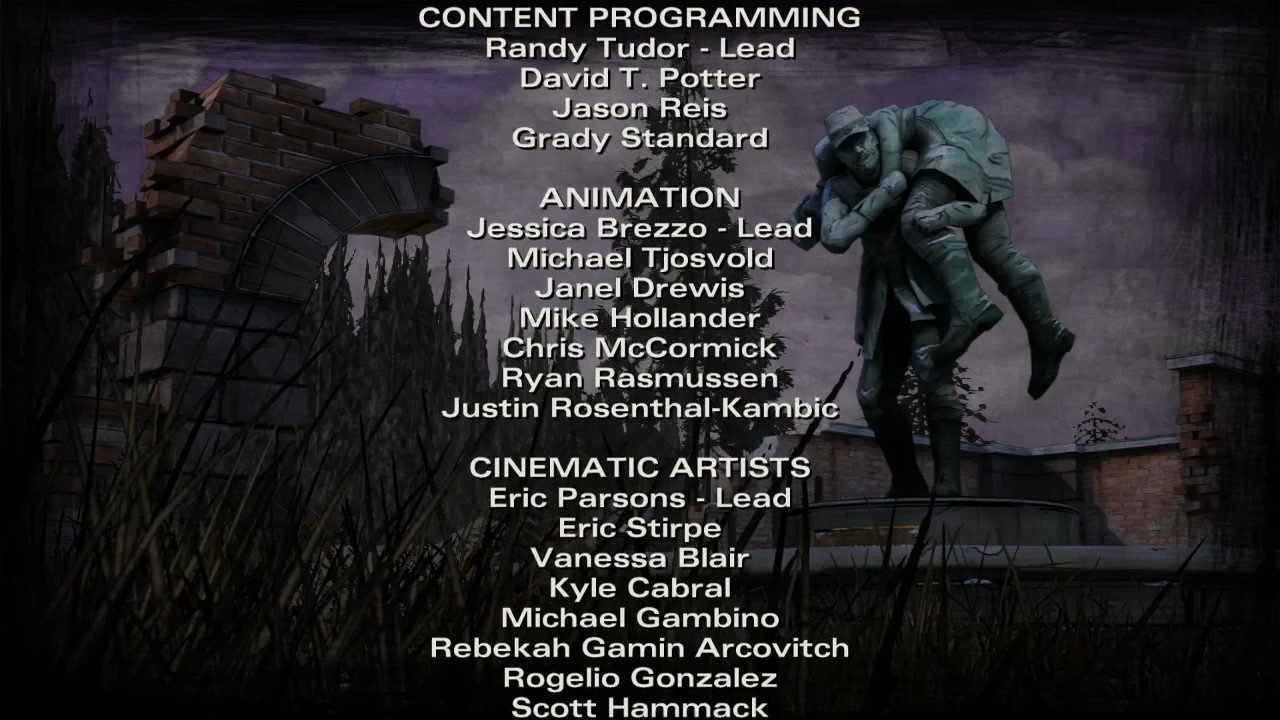 CONTENT PROGRAMMING
Randy Tudor - Lead
David T. Potter
Jason Reis
Grady Standard
ANIMATION
Jessica Brezzo - Lead
Michael Tjosvold
Janel Drewis
Mike Hollander
Chris McCormick
Ryan Rasmussen
Justin Rosenthal-Kambic
CINEMATIC ARTISTS
Eric Parsons - Lead
Eric Stirpe
Vanessa Blair
Kyle Cabral
Michael Gambino
Rebekah Gamin Arcovitch
Rogelio Gonzalez
Scott Hammack